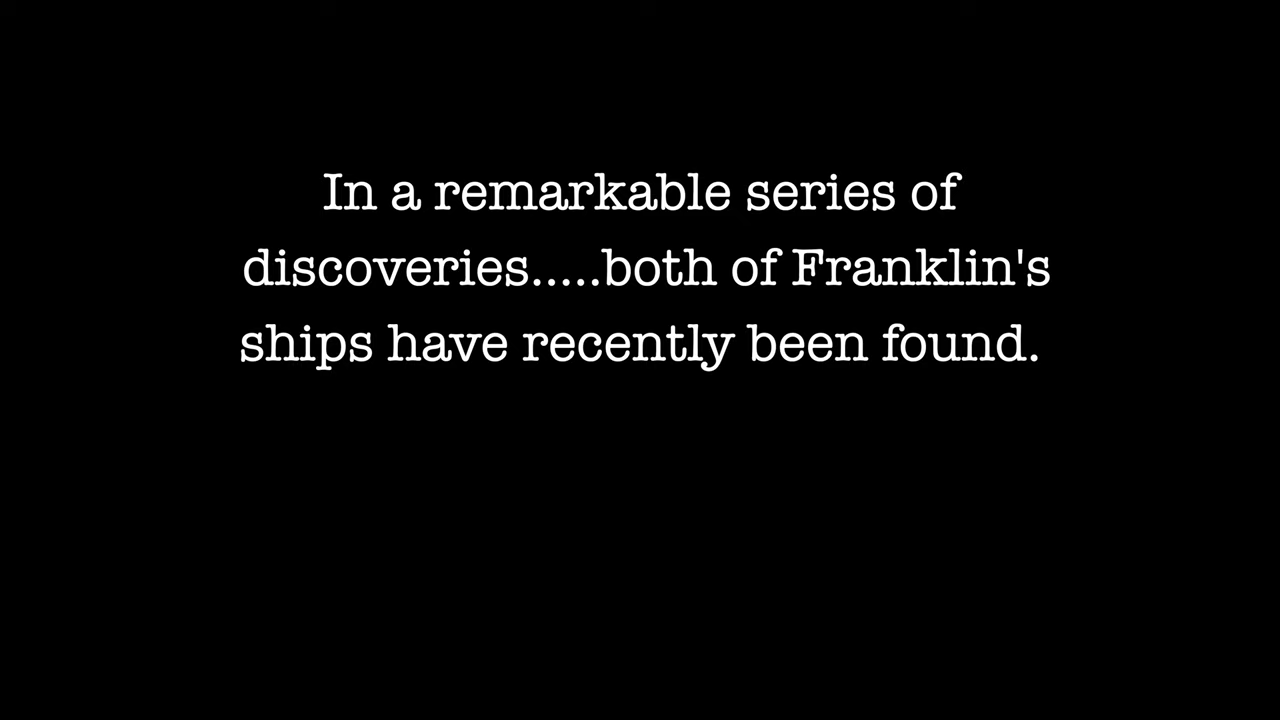 In a remarkable series of
discoveries.....both of Franklin's
ships have recently been found.